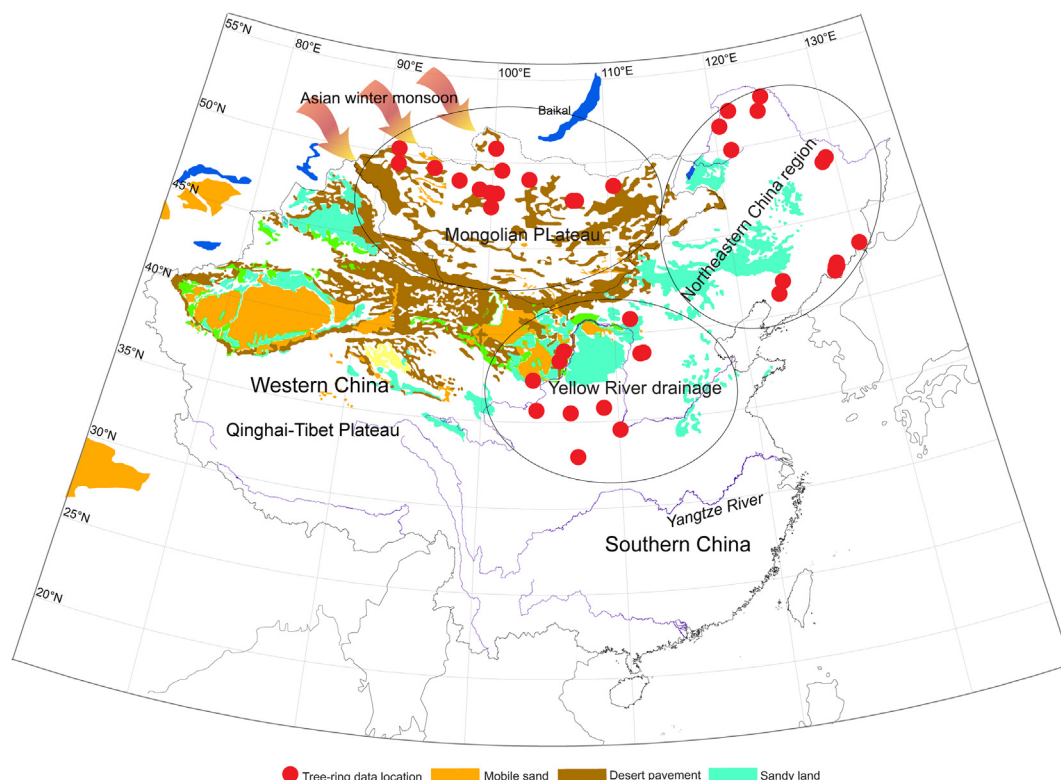 55°N
80°E
90°E
100°E
110°E
120°E
130°E
50°N
Asian winter monsoon
Baikal
45°N
Mongolian PLateau
Northeastern China region
40°N
35°N
Western China
Yellow River drainage
Qinghai-Tibet Plateau
30°N
Yangtze River
25°N
Southern China
20°N
Tree-ring data location
Mobile sand
Desert pavement
Sandy land